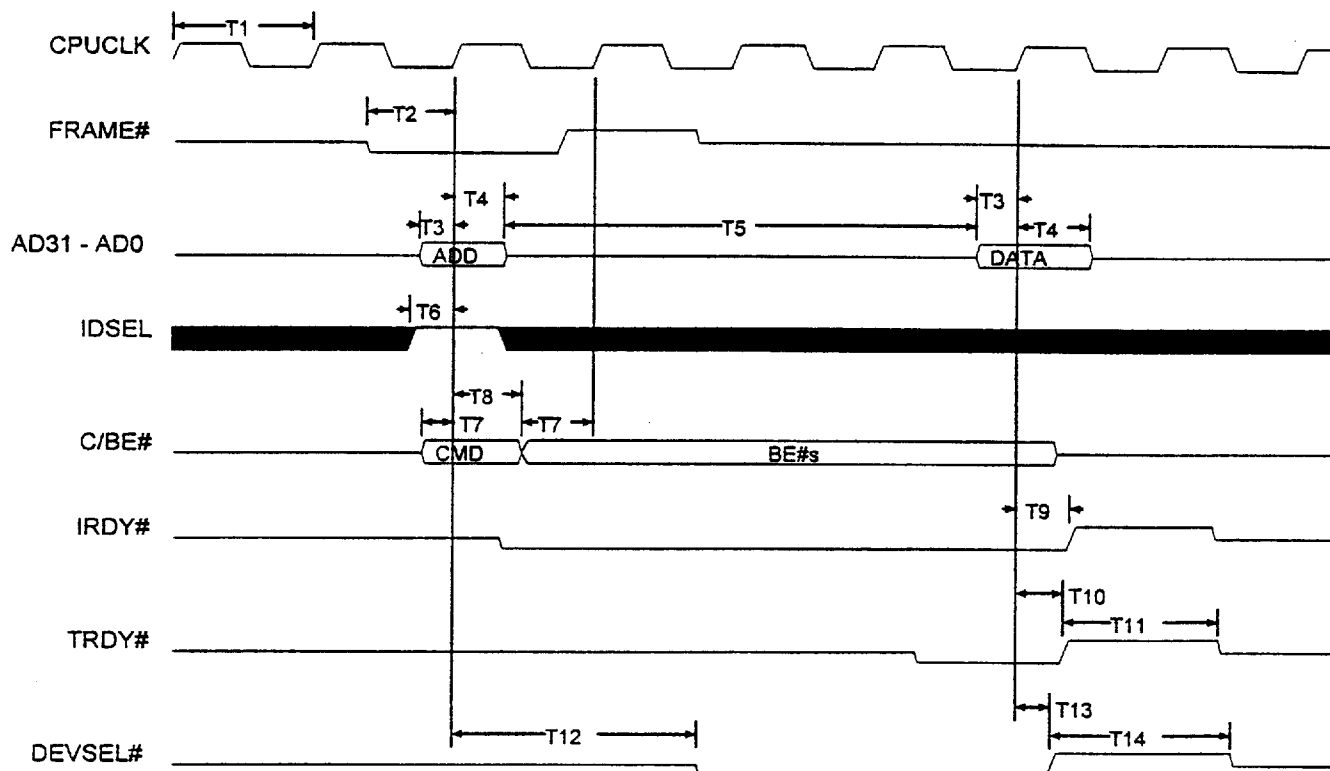 T1
CPUCLK
T2
FRAME#
T4 T3
T3 T5 T4
AD31 - AD0 ADD DATA
T6
IDSEL
T8
T7 T7
C/BE# CMD BE#s
T9
IRDY#
T10
T11
TRDY#
T13
T12 T14
DEVSEL#